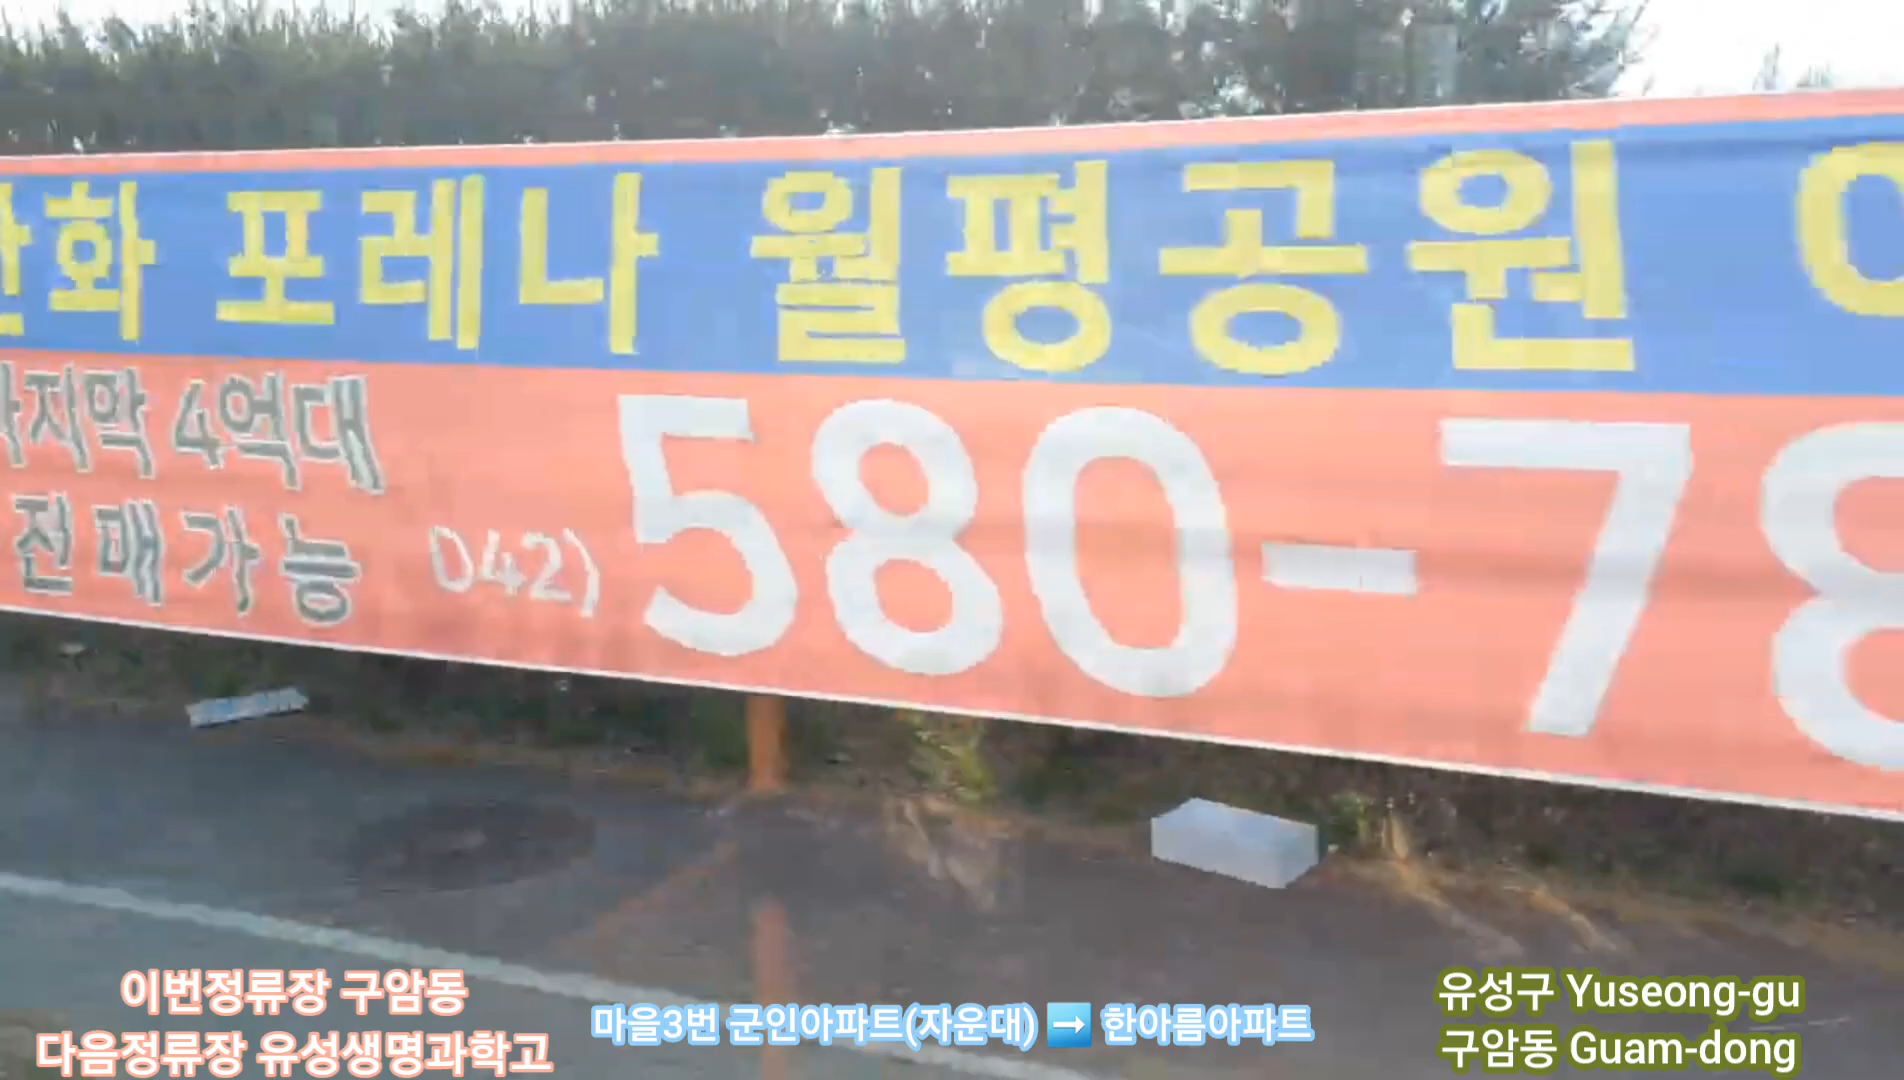 한화 포레나 월평공원
마지막 4억대
전매가능
042) 580-78
이번정류장 구암동
다음정류장 유성생명과학고
마을3번 군인아파트(자운대) ➡ 한아름아파트
유성구 Yuseong-gu
구암동 Guam-dong